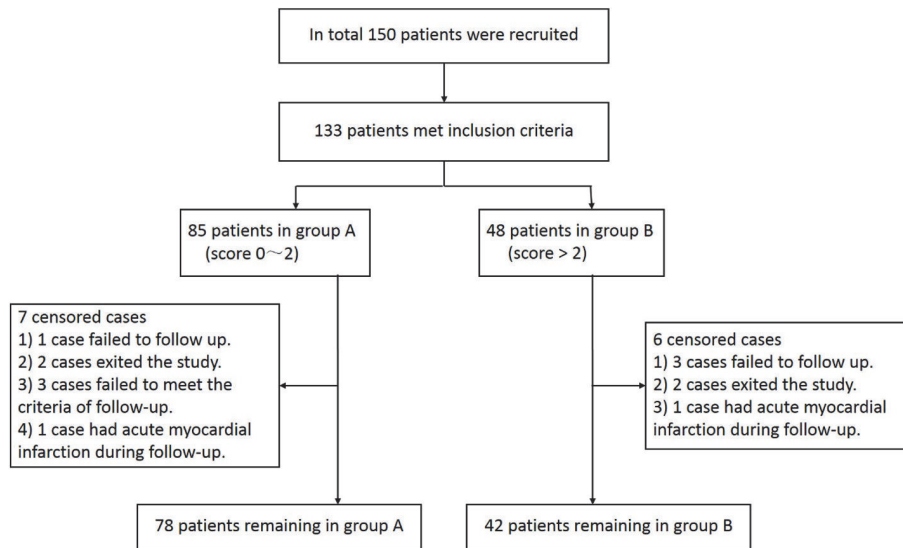 In total 150 patients were recruited
133 patients met inclusion criteria
85 patients in group A
(score 0～2)
48 patients in group B
(score > 2)
7 censored cases
1) 1 case failed to follow up.
2) 2 cases exited the study.
3) 3 cases failed to meet the
criteria of follow-up.
4) 1 case had acute myocardial
infarction during follow-up.
6 censored cases
1) 3 cases failed to follow up.
2) 2 cases exited the study.
3) 1 case had acute myocardial
infarction during follow-up.
78 patients remaining in group A
42 patients remaining in group B